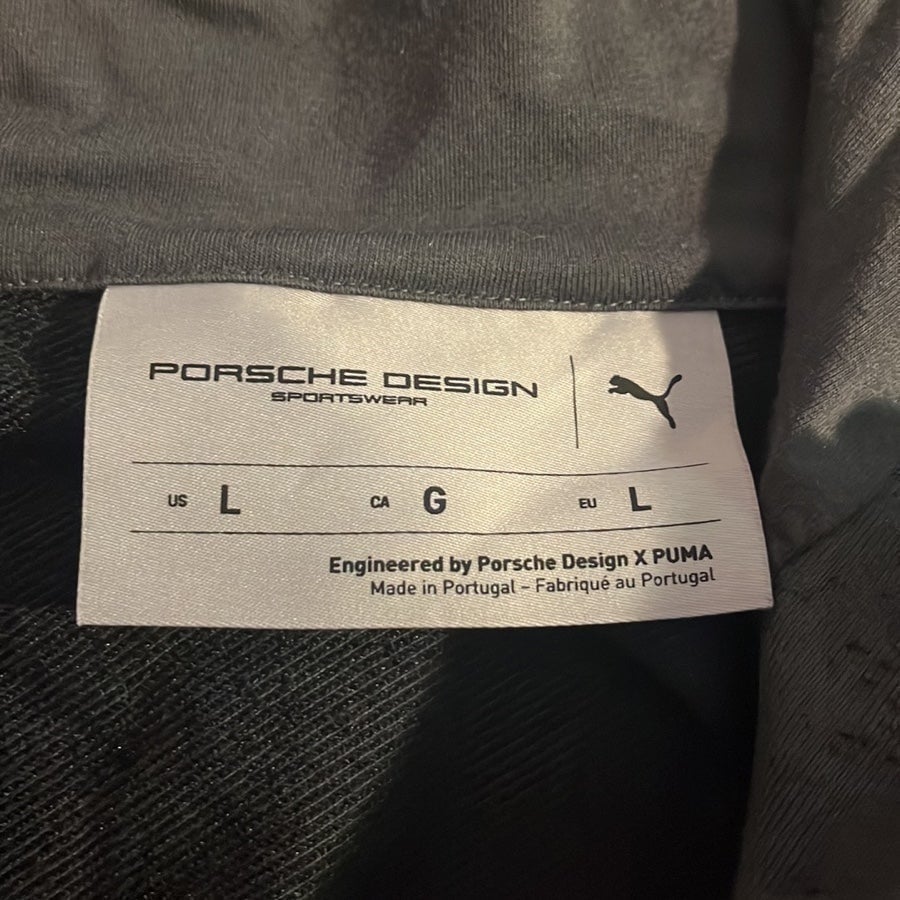 PORSCHE DESIGN
SPORTSWEAR
US L CA G EU L
Engineered by Porsche Design X PUMA
Made in Portugal – Fabriqué au Portugal